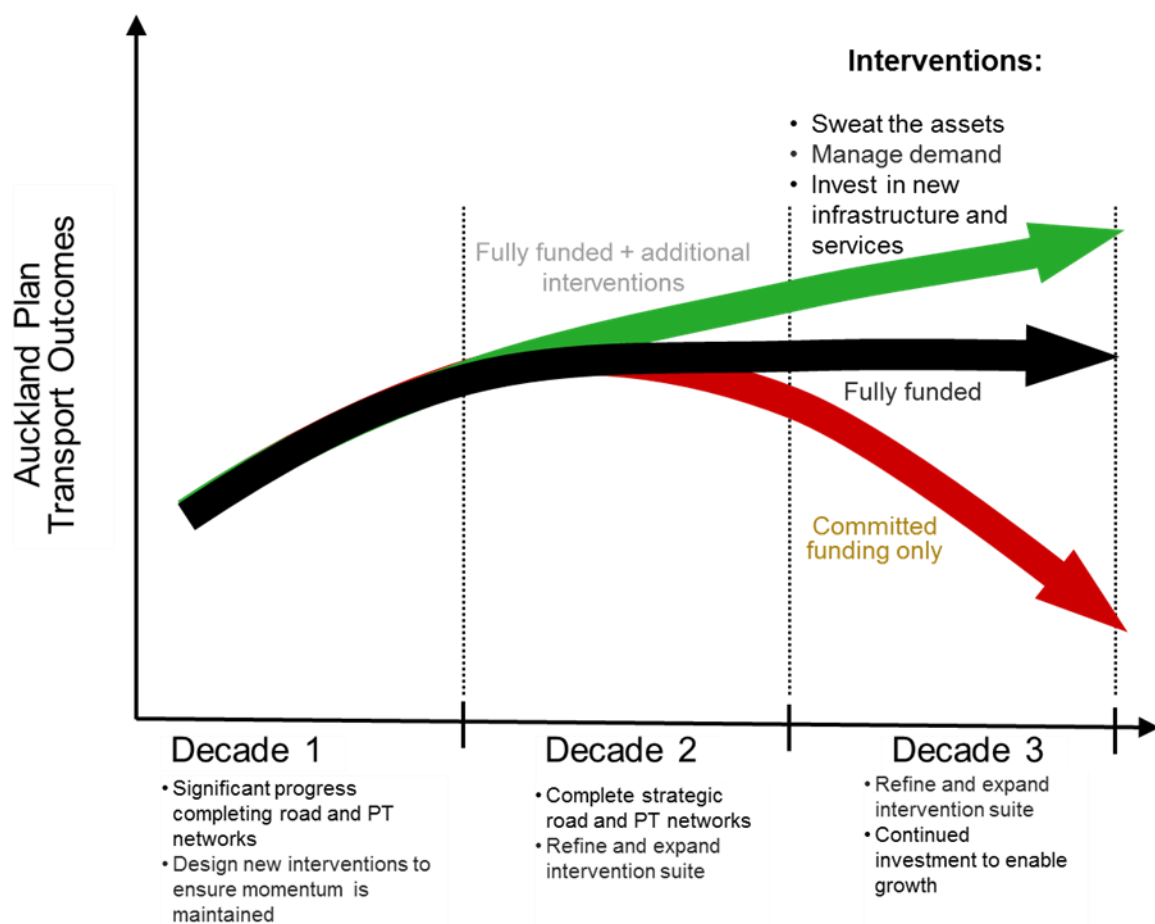 Interventions:
• Sweat the assets
• Manage demand
• Invest in new
infrastructure and
services
Auckland Plan
Transport Outcomes
Fully funded + additional
interventions
Fully funded
Committed
funding only
Decade 1
• Significant progress
completing road and PT
networks
• Design new interventions to
ensure momentum is
maintained
Decade 2
• Complete strategic
road and PT networks
• Refine and expand
intervention suite
Decade 3
• Refine and expand
intervention suite
• Continued
investment to enable
growth